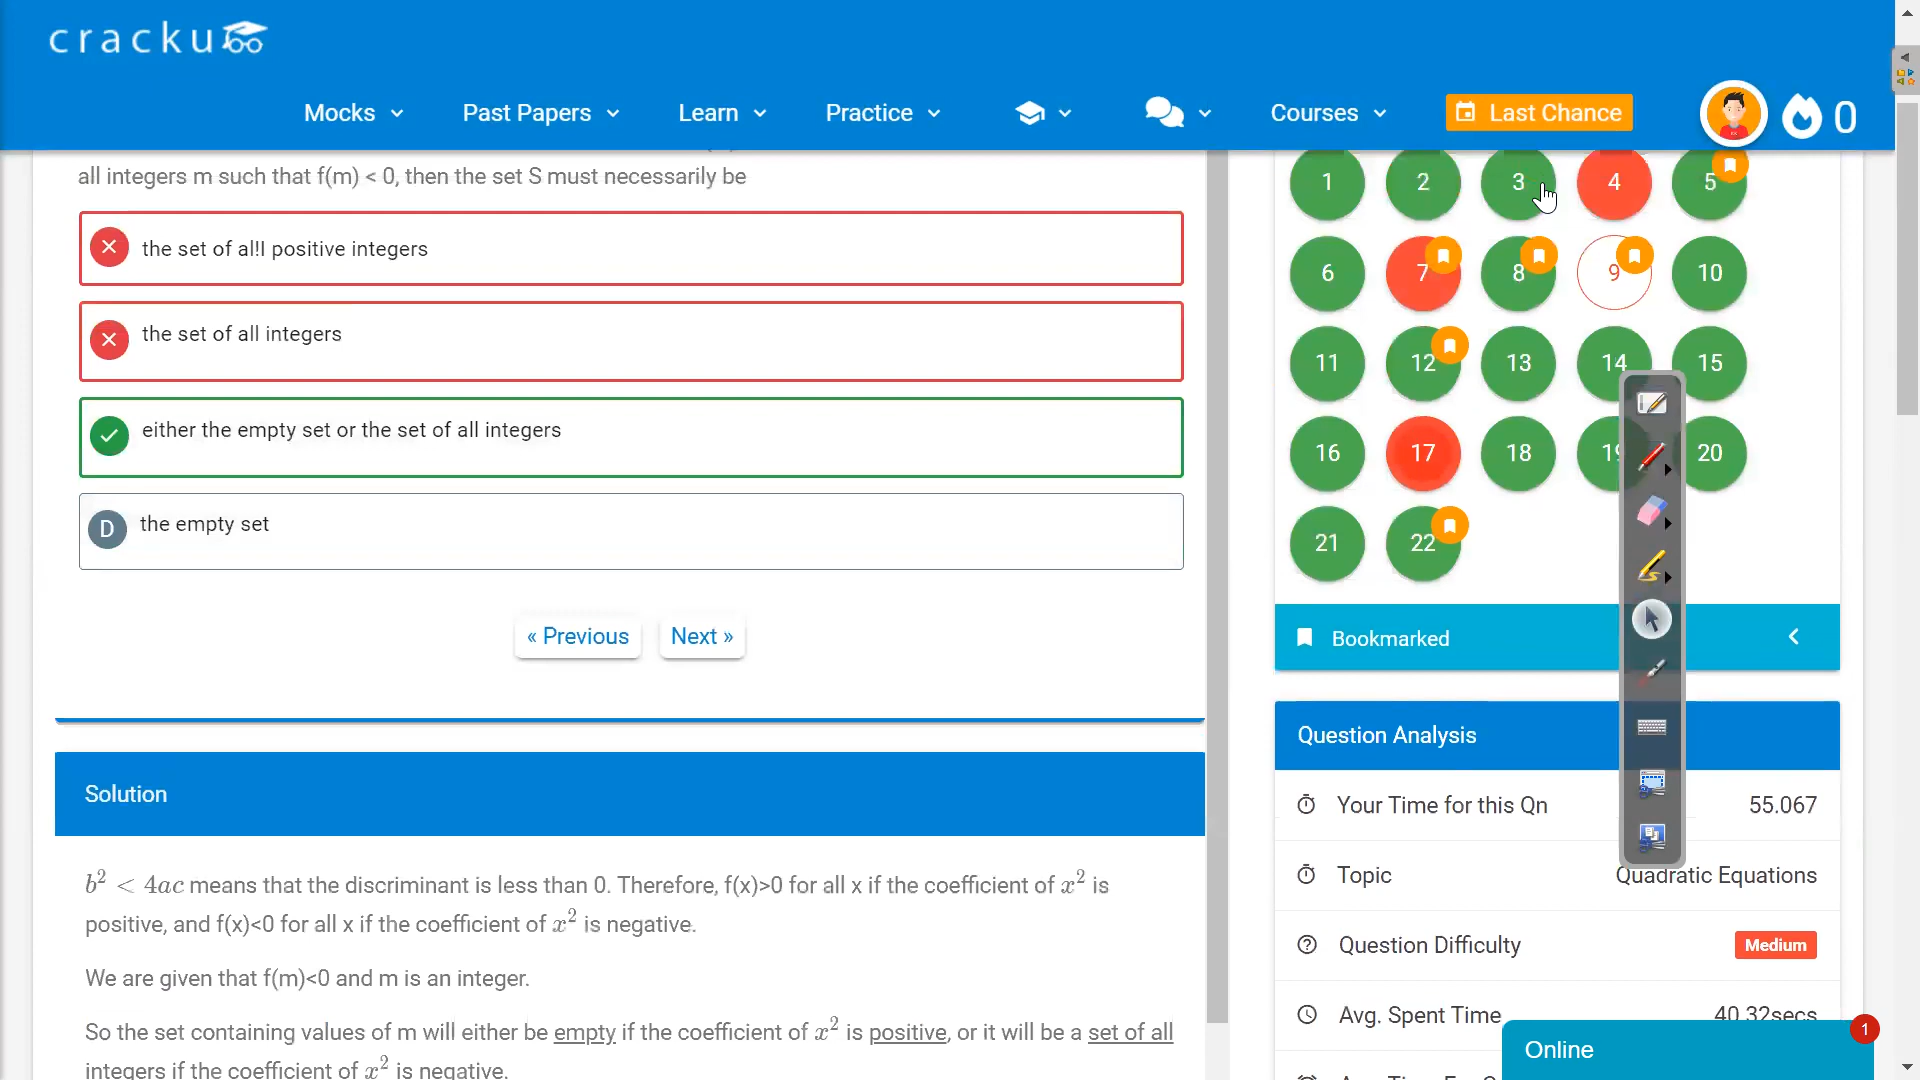 cracku
Mocks
Past Papers
Learn
Practice
Courses
Last Chance
0
all integers m such that f(m) < 0, then the set S must necessarily be
the set of al!l positive integers
the set of all integers
either the empty set or the set of all integers
D the empty set
« Previous
Next »
Solution
b² < 4ac means that the discriminant is less than 0. Therefore, f(x)>0 for all x if the coefficient of x² is
positive, and f(x)<0 for all x if the coefficient of x² is negative.
We are given that f(m)<0 and m is an integer.
So the set containing values of m will either be empty if the coefficient of x² is positive, or it will be a set of all
integers if the coefficient of x² is negative.
1 2 3 4 5
6 7 8 9 10
11 12 13 14 15
16 17 18 19 20
21 22
Bookmarked
Question Analysis
Your Time for this Qn 55.067
Topic Quadratic Equations
Question Difficulty Medium
Avg. Spent Time 40.32secs
Online
1